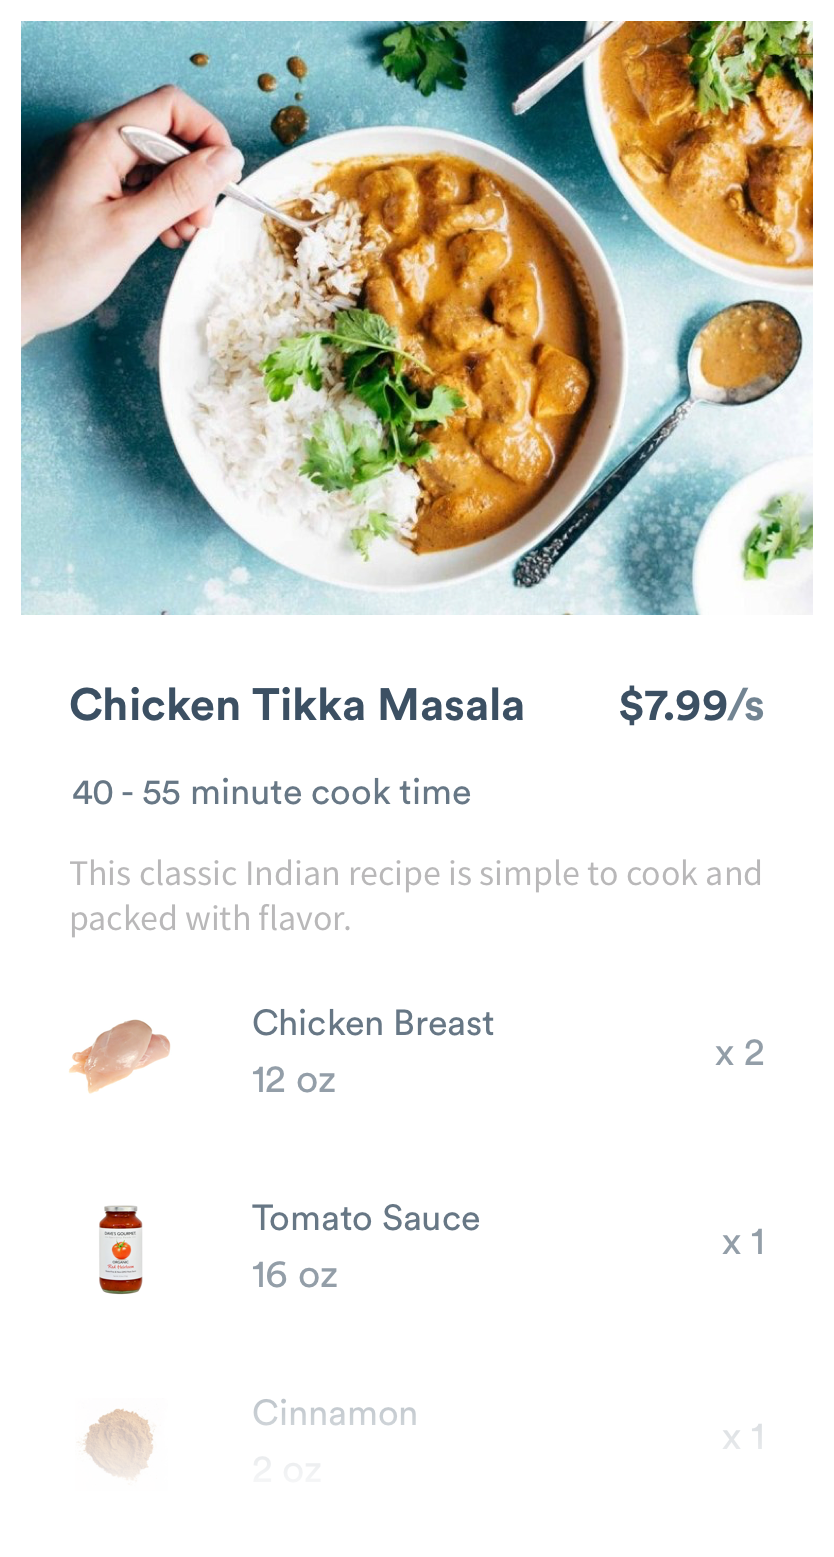 Chicken Tikka Masala $7.99/s
40 - 55 minute cook time
This classic Indian recipe is simple to cook and
packed with flavor.
Chicken Breast
12 oz
x 2
Tomato Sauce
16 oz
x 1
Cinnamon
2 oz
x 1